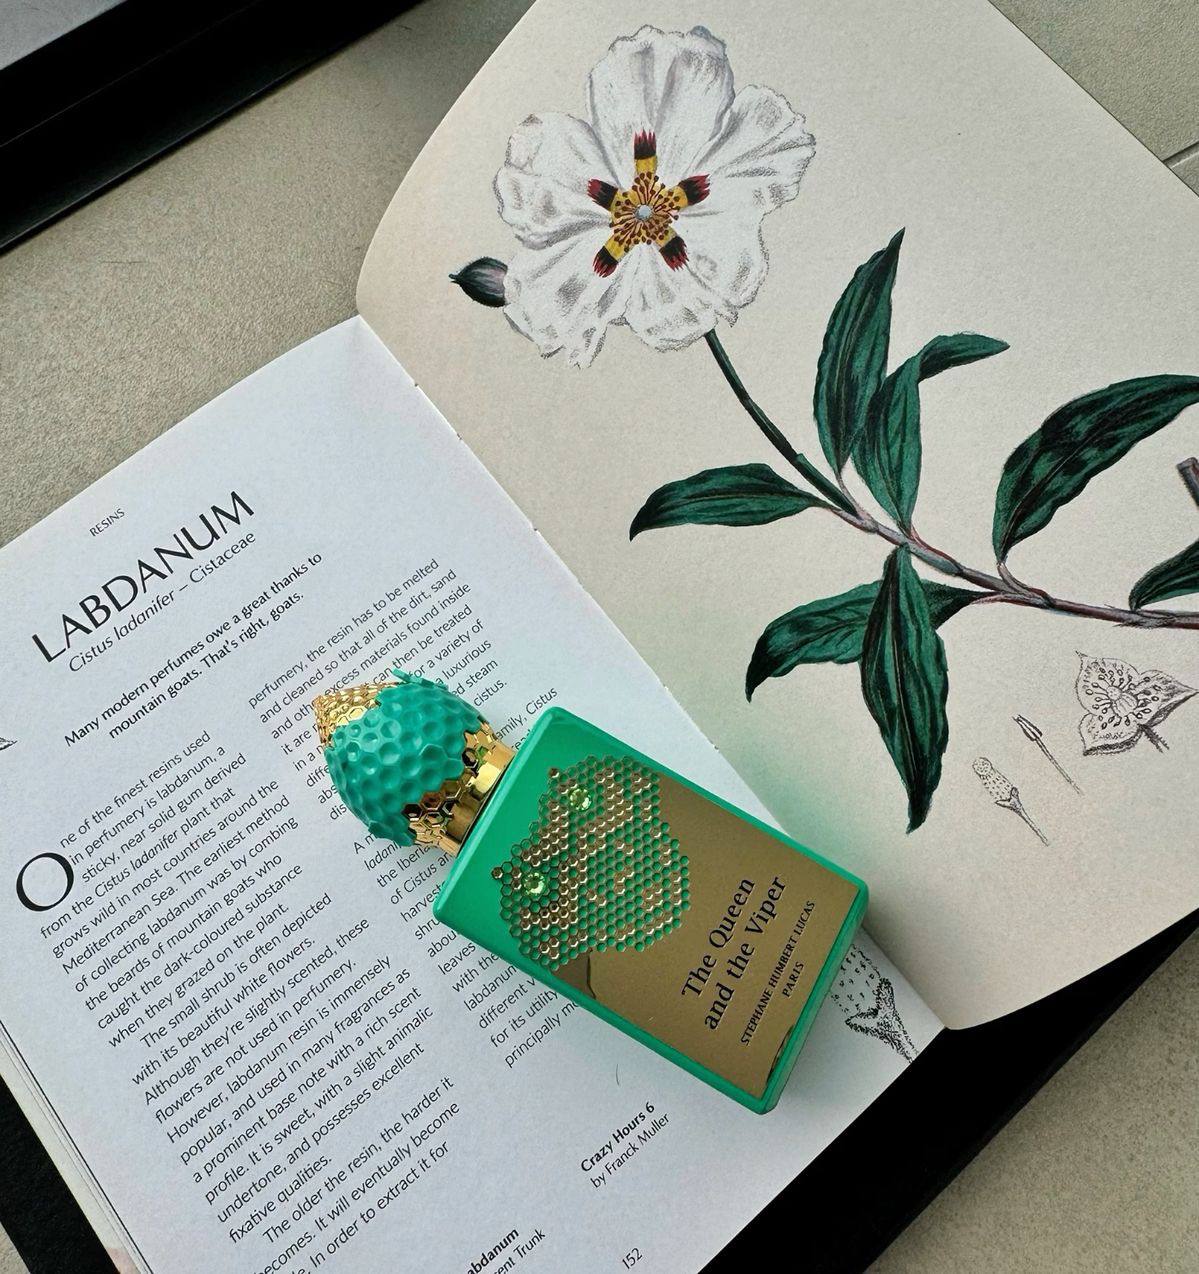 RESINS
LABDANUM
Cistus ladanifer – Cistaceae
Many modern perfumes owe a great thanks to
mountain goats. That's right, goats.
One of the finest resins used
in perfumery is labdanum, a
sticky, near solid gum derived
from the Cistus ladanifer plant that
grows wild in most countries around the
Mediterranean Sea. The earliest method
of collecting labdanum was by combing
the beards of mountain goats who
caught the dark-coloured substance
when they grazed on the plant.
The small shrub is often depicted
with its beautiful white flowers.
Although they're slightly scented, these
flowers are not used in perfumery.
However, labdanum resin is immensely
popular, and used in many fragrances as
a prominent base note with a rich scent
profile. It is sweet, with a slight animalic
undertone, and possesses excellent
fixative qualities.
The older the resin, the harder it
becomes. It will eventually become
In order to extract it for
perfumery, the resin has to be melted
and cleaned so that all of the dirt, sand
and other excess materials found inside
it are can then be treated
in a for a variety of
luxurious
steam
cistus.
family, Cistus
A
of Cistus
about
leaves
with the
labdanum
different
for its utility
principally
Crazy Hours 6
by Franck Muller
152
The Queen
and the Viper
STEPHANE HUMBERT LUCAS
PARIS